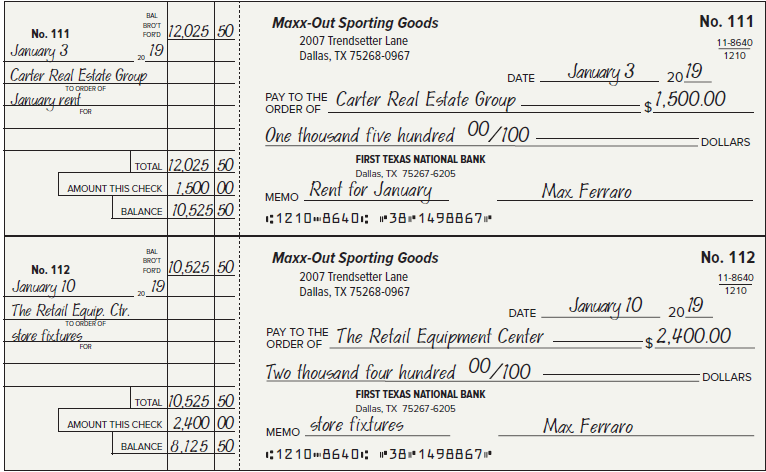 BAL
BRO'T
FOR'D 12,025 50
No. 111
January 3 20 19
Carter Real Estate Group
TO ORDER OF
January rent
FOR
TOTAL 12,025 50
AMOUNT THIS CHECK 1,500 00
BALANCE 10,525 50
Maxx-Out Sporting Goods No. 111
2007 Trendsetter Lane
Dallas, TX 75268-0967
11-8640
1210
DATE January 3 20 19
PAY TO THE
ORDER OF Carter Real Estate Group $ 1,500.00
One thousand five hundred 00/100 DOLLARS
FIRST TEXAS NATIONAL BANK
Dallas, TX 75267-6205
MEMO Rent for January Max Ferraro
⑆1210⑉8640⑆ ⑈38⑈1498867⑈
BAL
BRO'T
FOR'D 10,525 50
No. 112
January 10 20 19
The Retail Equip. Ctr.
TO ORDER OF
store fixtures
FOR
TOTAL 10,525 50
AMOUNT THIS CHECK 2,400 00
BALANCE 8,125 50
Maxx-Out Sporting Goods No. 112
2007 Trendsetter Lane
Dallas, TX 75268-0967
11-8640
1210
DATE January 10 20 19
PAY TO THE
ORDER OF The Retail Equipment Center $ 2,400.00
Two thousand four hundred 00/100 DOLLARS
FIRST TEXAS NATIONAL BANK
Dallas, TX 75267-6205
MEMO store fixtures Max Ferraro
⑆1210⑉8640⑆ ⑈38⑈1498867⑈